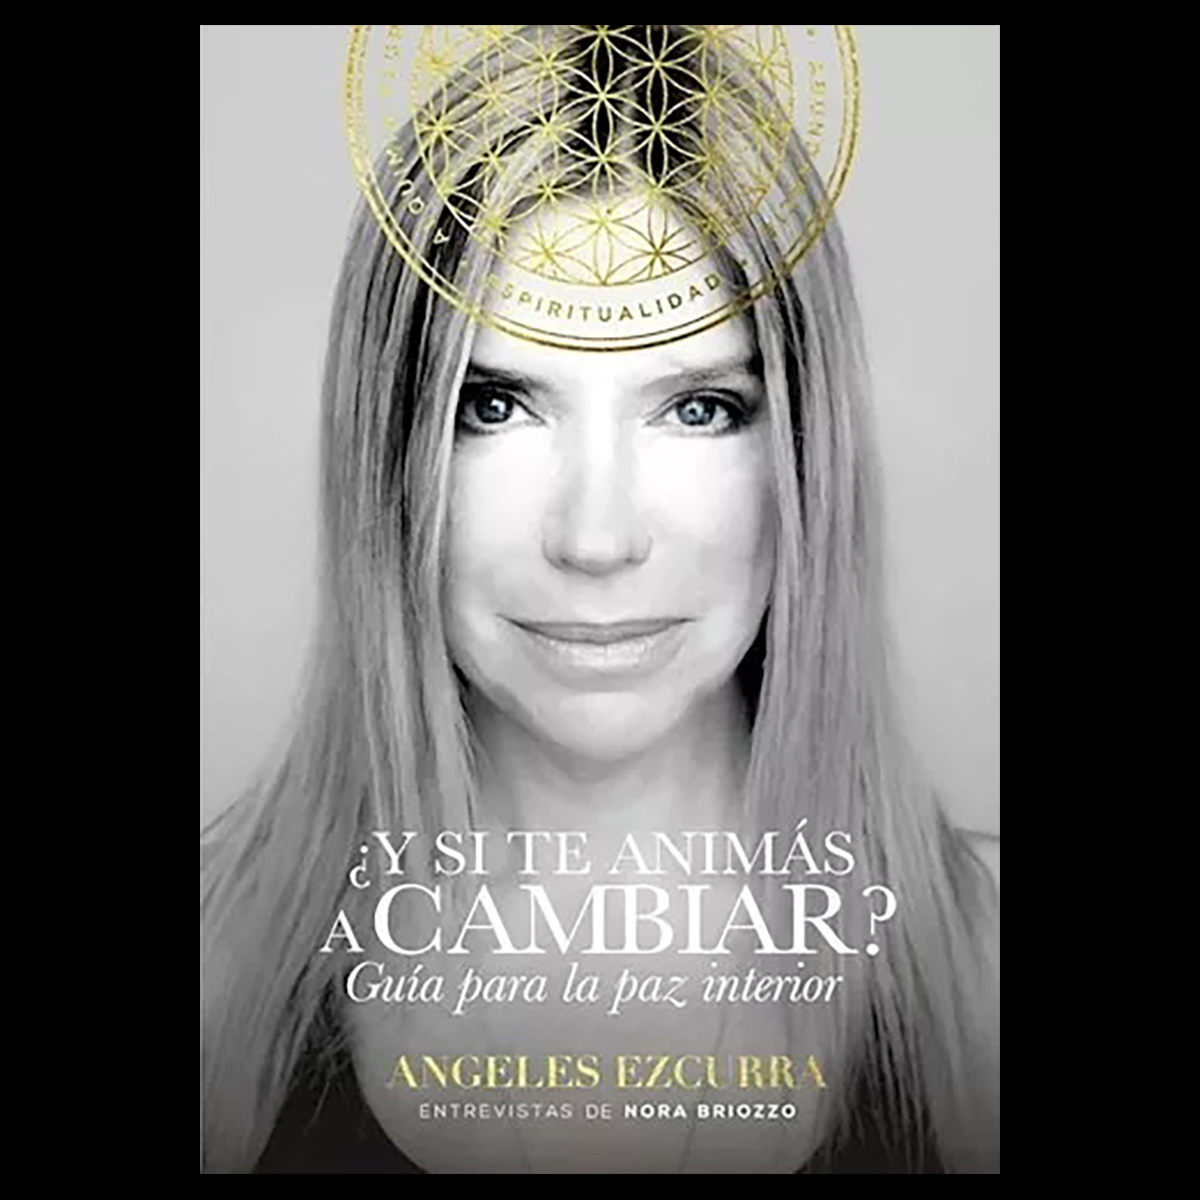 ESPIRITUALIDAD
¿Y SI TE ANIMÁS
A CAMBIAR?
Guía para la paz interior
ANGELES EZCURRA
ENTREVISTAS DE NORA BRIOZZO